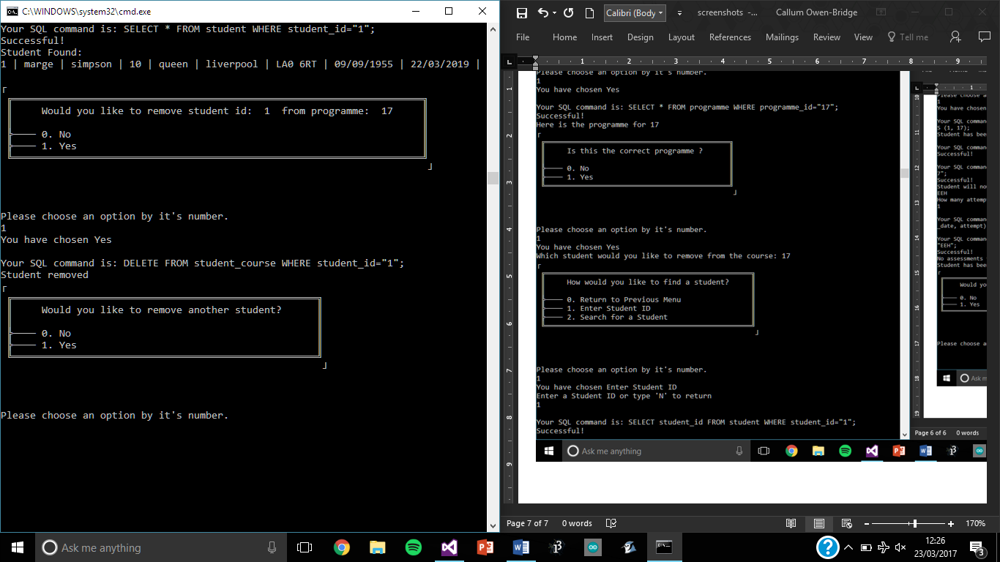 C:\WINDOWS\system32\cmd.exe
Your SQL command is: SELECT * FROM student WHERE student_id="1";
Successful!
Student Found:
1 | marge | simpson | 10 | queen | liverpool | LA0 6RT | 09/09/1955 | 22/03/2019 |
Would you like to remove student id:  1  from programme:  17
0. No
1. Yes
Please choose an option by it's number.
1
You have chosen Yes
Your SQL command is: DELETE FROM student_course WHERE student_id="1";
Student removed
Would you like to remove another student?
0. No
1. Yes
Please choose an option by it's number.
Calibri (Body
screenshots -...
Callum Owen-Bridge
File Home Insert Design Layout References Mailings Review View Tell me
1 2 3 4 5 6 7 8 9
Please choose an option by it's number.
1
You have chosen Yes
Your SQL command is: SELECT * FROM programme WHERE programme_id="17";
Successful!
Here is the programme for 17
Is this the correct programme ?
0. No
1. Yes
Please choose an option by it's number.
1
You have chosen Yes
Which student would you like to remove from the course: 17
How would you like to find a student?
0. Return to Previous Menu
1. Enter Student ID
2. Search for a Student
Please choose an option by it's number.
1
You have chosen Enter Student ID
Enter a Student ID or type 'N' to return
1
Your SQL command is: SELECT student_id FROM student WHERE student_id="1";
Successful!
Ask me anything
Please choose a
1
You have chosen
Your SQL comman
S (1, 17);
Student has bee
Your SQL comman
Successful!
Your SQL comman
7";
Successful!
Student will no
EEH
How many attemp
1
Your SQL comman
_date, attempt)
Your SQL comman
"EEH";
Successful!
No assessments
Student has bee
Would yo
0. No
1. Yes
Please choose a
Ask m
Page 6 of 6 0 words
Page 7 of 7 0 words
170%
Ask me anything
12:26
23/03/2017
3